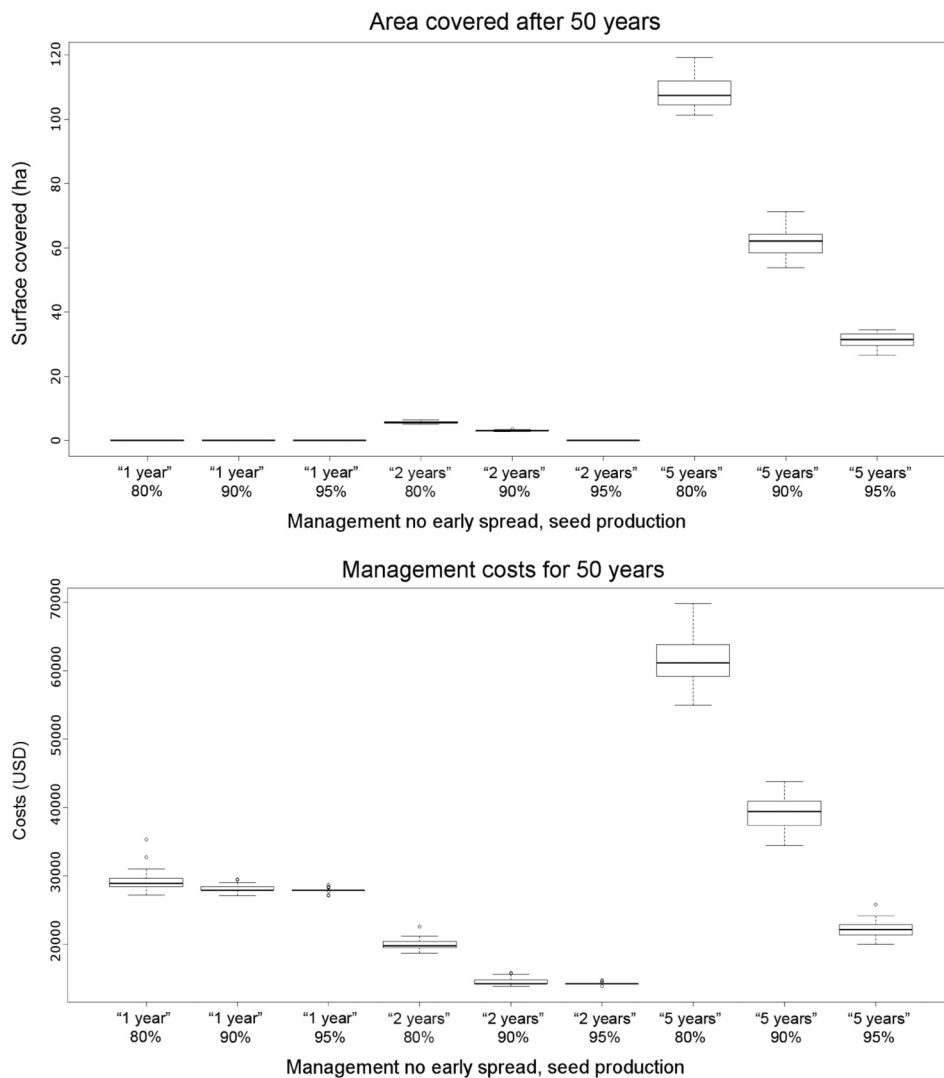 Area covered after 50 years
Surface covered (ha)
120
100
80
60
40
20
0
“1 year” “1 year” “1 year” “2 years” “2 years” “2 years” “5 years” “5 years” “5 years”
80% 90% 95% 80% 90% 95% 80% 90% 95%
Management no early spread, seed production
Management costs for 50 years
Costs (USD)
70000
60000
50000
40000
30000
20000
“1 year” “1 year” “1 year” “2 years” “2 years” “2 years” “5 years” “5 years” “5 years”
80% 90% 95% 80% 90% 95% 80% 90% 95%
Management no early spread, seed production